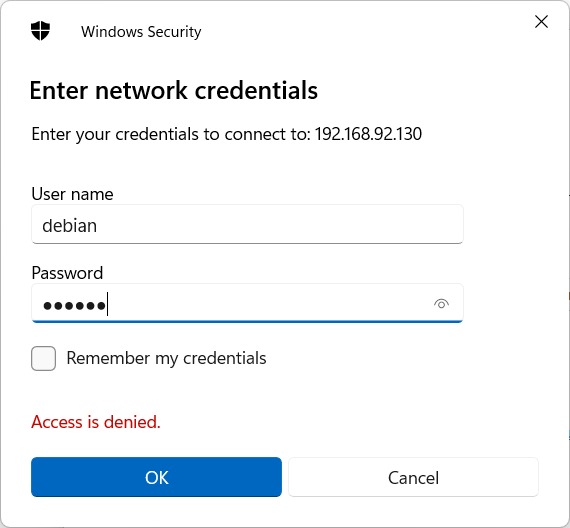 Windows Security
Enter network credentials
Enter your credentials to connect to: 192.168.92.130
User name
debian
Password
●●●●●●
Remember my credentials
Access is denied.
OK
Cancel